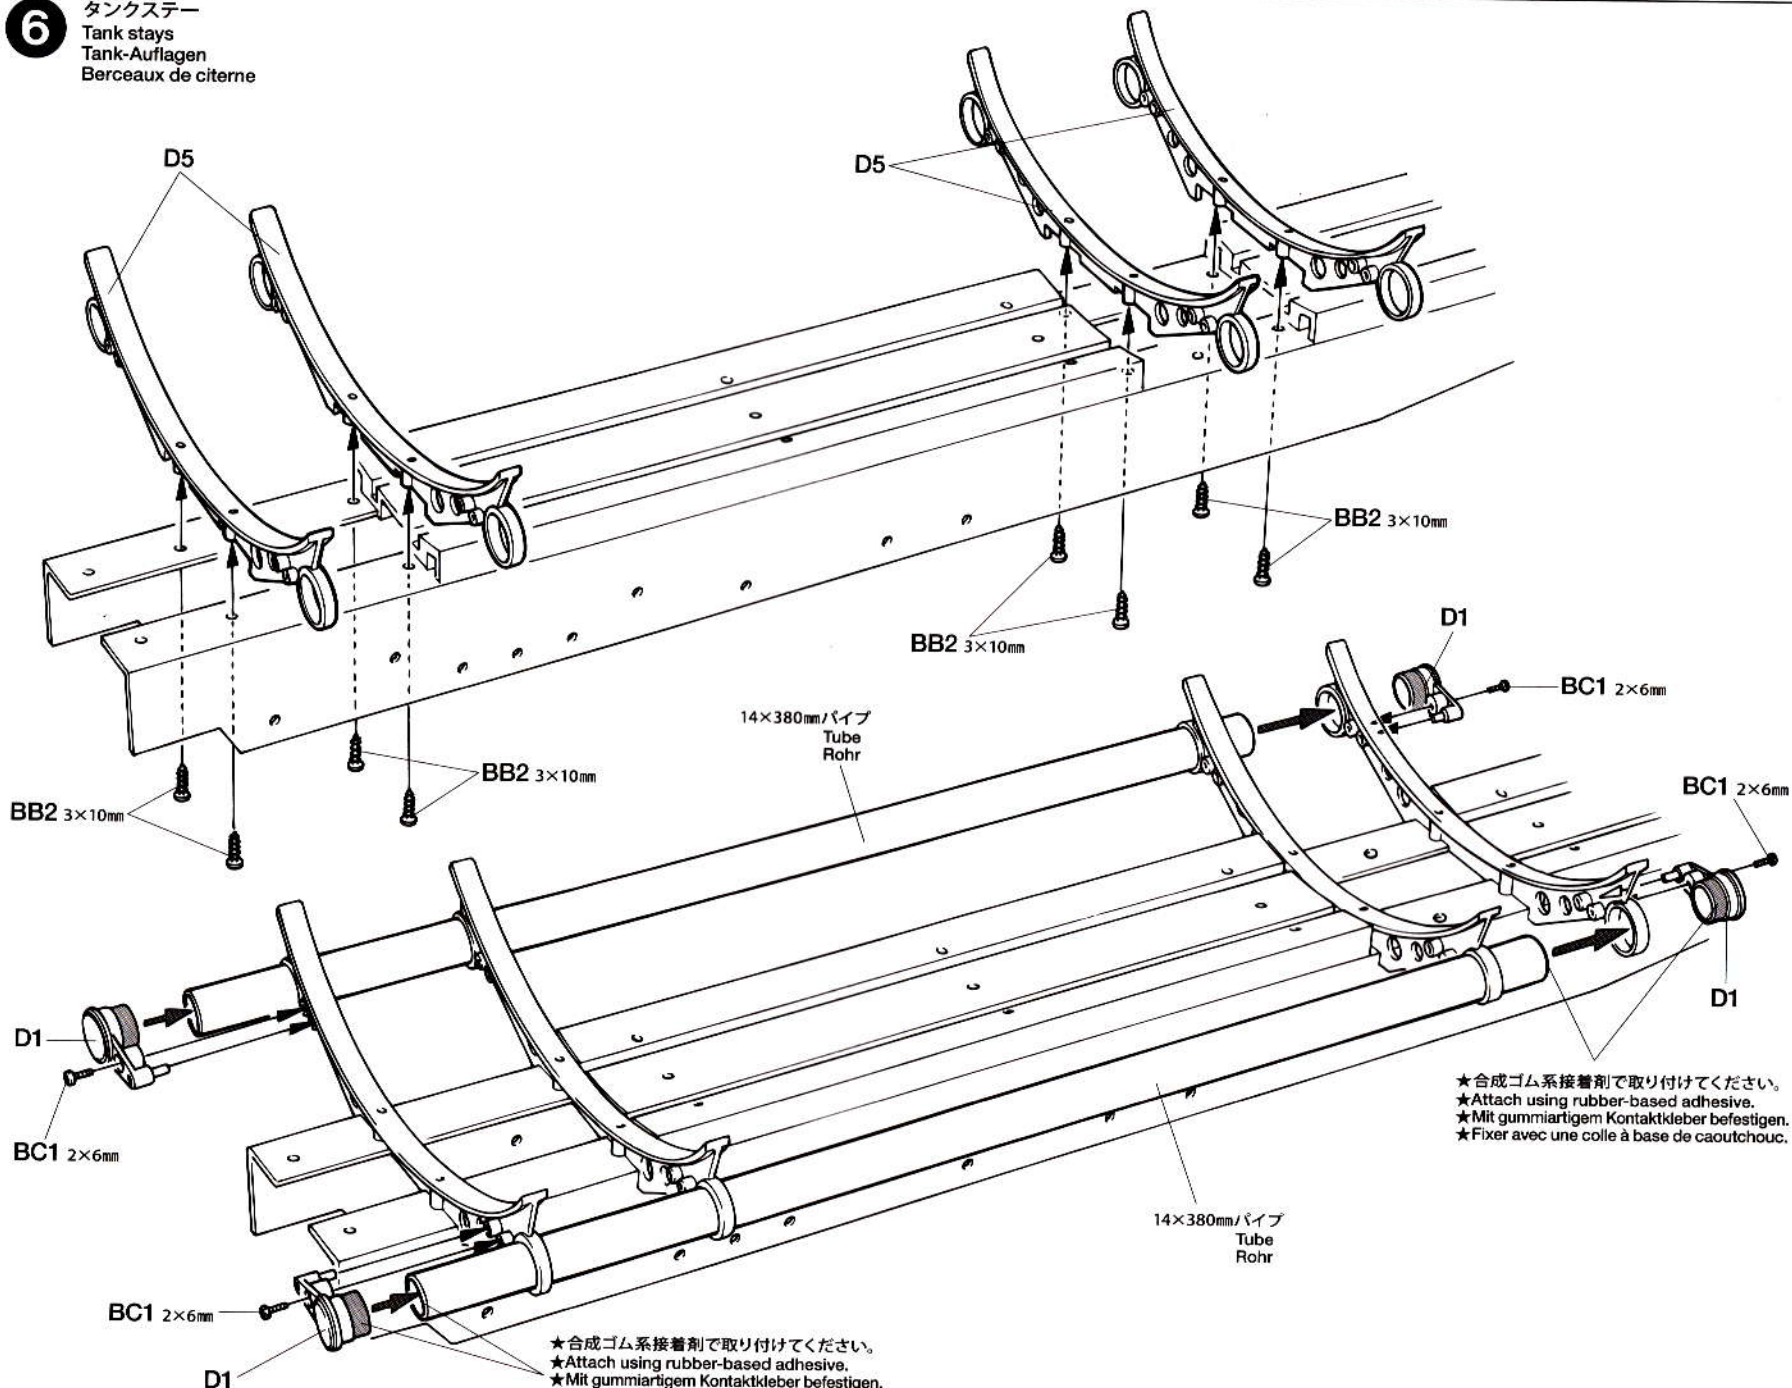 6
タンクステー
Tank stays
Tank-Auflagen
Berceaux de citerne
D5
D5
BB2 3×10mm
BB2 3×10mm
BB2 3×10mm
BB2 3×10mm
D1
BC1 2×6mm
14×380mmパイプ
Tube
Rohr
BC1 2×6mm
D1
D1
BC1 2×6mm
★合成ゴム系接着剤で取り付けてください。
★Attach using rubber-based adhesive.
★Mit gummiartigem Kontaktkleber befestigen.
★Fixer avec une colle à base de caoutchouc.
14×380mmパイプ
Tube
Rohr
BC1 2×6mm
D1
★合成ゴム系接着剤で取り付けてください。
★Attach using rubber-based adhesive.
★Mit gummiartigem Kontaktkleber befestigen.